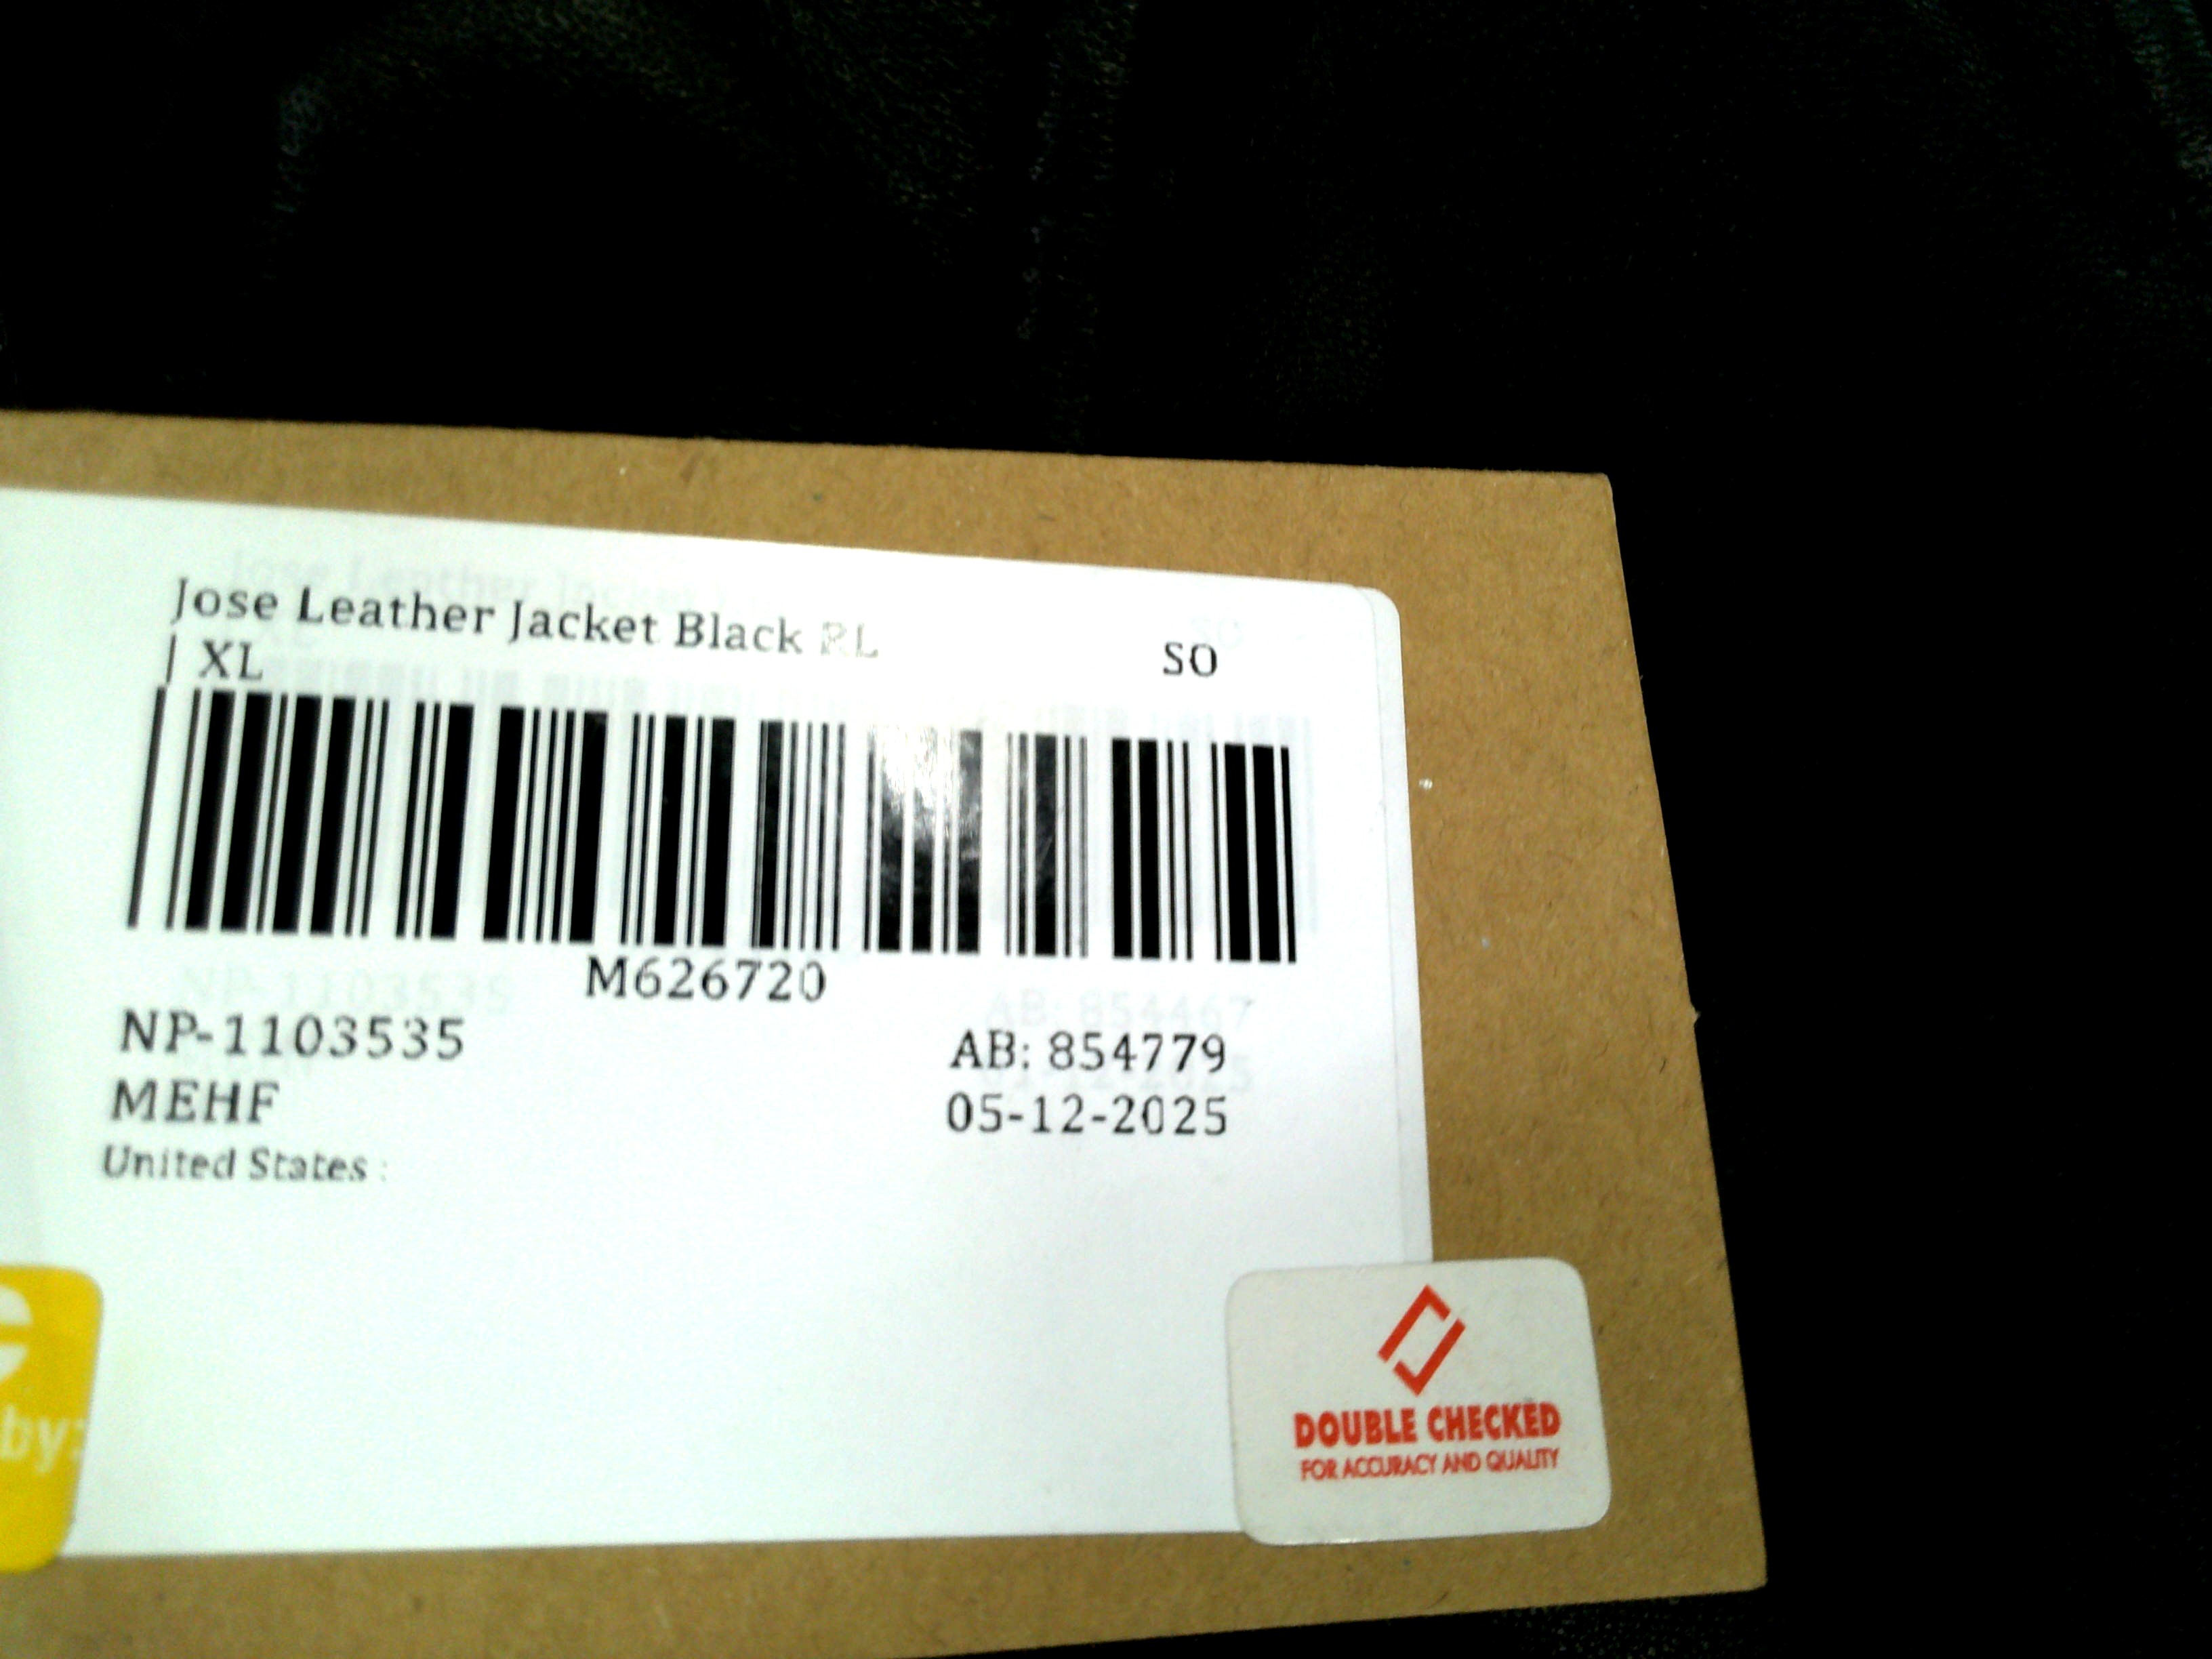 Jose Leather Jacket Black RL
| XL
SO
M626720
NP-1103535
AB: 854779
MEHF
05-12-2025
United States :
by:
DOUBLE CHECKED
FOR ACCURACY AND QUALITY